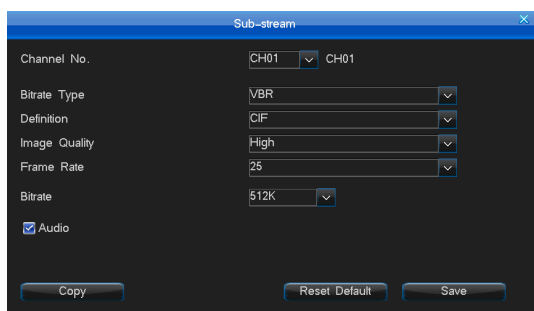 Sub-stream
Channel No. CH01 CH01
Bitrate Type VBR
Definition CIF
Image Quality High
Frame Rate 25
Bitrate 512K
Audio
Copy Reset Default Save